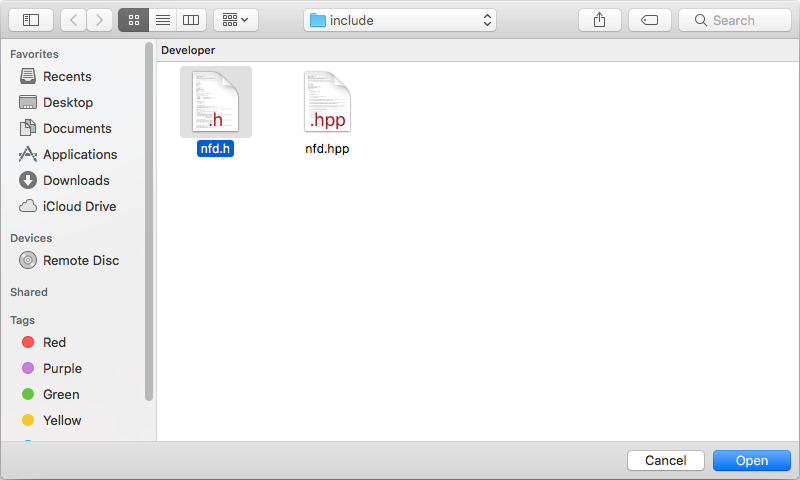 include
Search
Favorites
Recents
Desktop
Documents
Applications
Downloads
iCloud Drive
Devices
Remote Disc
Shared
Tags
Red
Purple
Green
Yellow
Developer
.h
.hpp
nfd.h
nfd.hpp
Cancel
Open